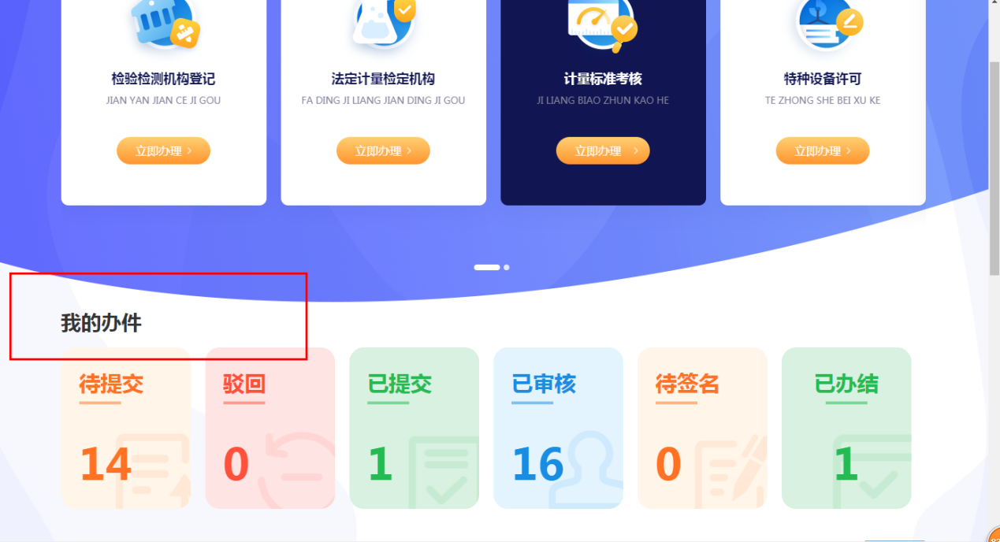 检验检测机构登记
JIAN YAN JIAN CE JI GOU
立即办理
法定计量检定机构
FA DING JI LIANG JIAN DING JI GOU
立即办理
计量标准考核
JI LIANG BIAO ZHUN KAO HE
立即办理
特种设备许可
TE ZHONG SHE BEI XU KE
立即办理
我的办件
待提交
14
驳回
0
已提交
1
已审核
16
待签名
0
已办结
1